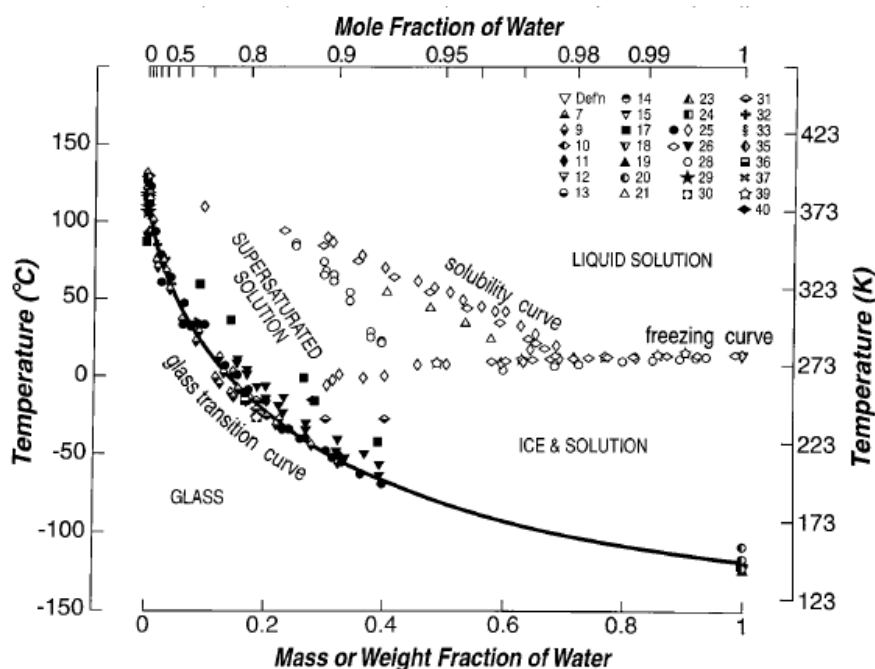 Mole Fraction of Water
0 0.5 0.8 0.9 0.95 0.98 0.99 1
Temperature (°C)
150
100
50
0
-50
-100
-150
Temperature (K)
423
373
323
273
223
173
123
Def'n 14 23 31
7 15 24 32
9 17 25 33
10 18 26 35
11 19 28 36
12 20 29 37
13 21 30 39
40
SUPERSATURATED
SOLUTION
solubility curve
LIQUID SOLUTION
freezing curve
glass transition curve
ICE & SOLUTION
GLASS
0 0.2 0.4 0.6 0.8 1
Mass or Weight Fraction of Water